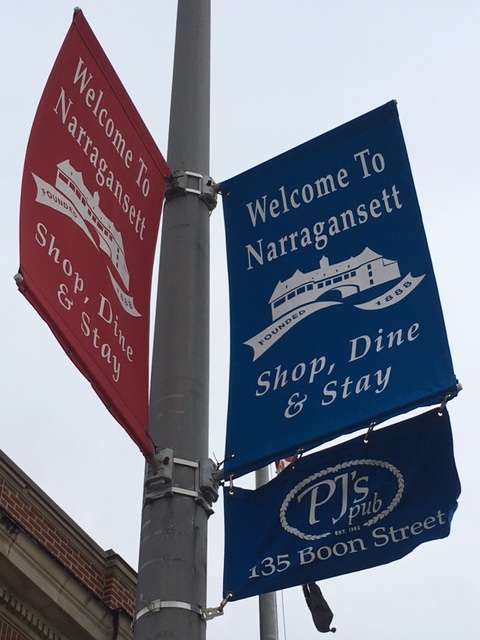 Welcome To
Narragansett
FOUNDED
1888
Shop, Dine
& Stay
Welcome To
Narragansett
FOUNDED
1888
Shop, Dine
& Stay
PJ's
pub
EST. 1983
135 Boon Street